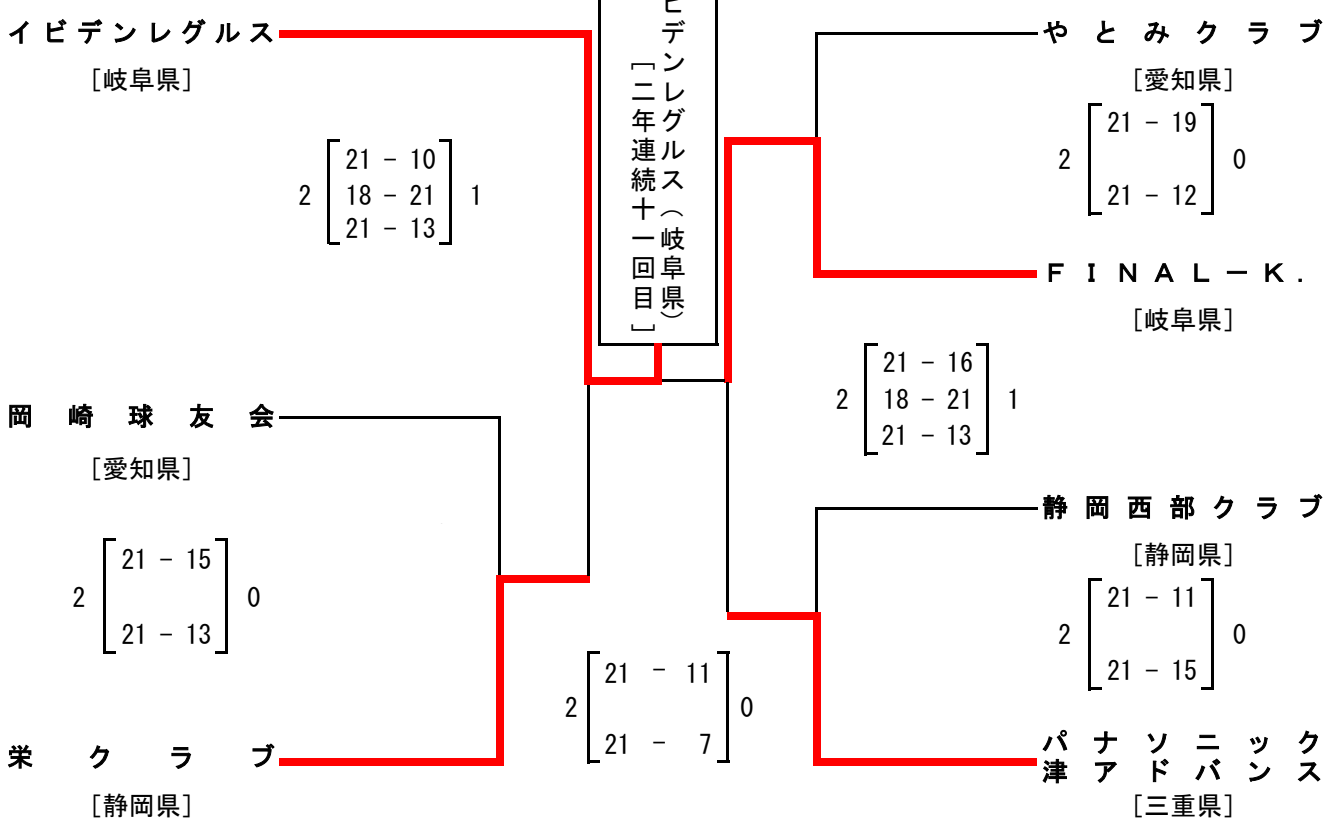 イビデンレグルス
[岐阜県]
2
21 - 10
18 - 21
21 - 13
1
岡崎球友会
[愛知県]
2
21 - 15
21 - 13
0
栄クラブ
[静岡県]
ビデンレグルス（岐阜県）
[二年連続十一回目]
2
21 - 11
21 - 7
0
やとみクラブ
[愛知県]
2
21 - 19
21 - 12
0
ＦＩＮＡＬ－Ｋ．
[岐阜県]
2
21 - 16
18 - 21
21 - 13
1
静岡西部クラブ
[静岡県]
2
21 - 11
21 - 15
0
パナソニック
津アドバンス
[三重県]